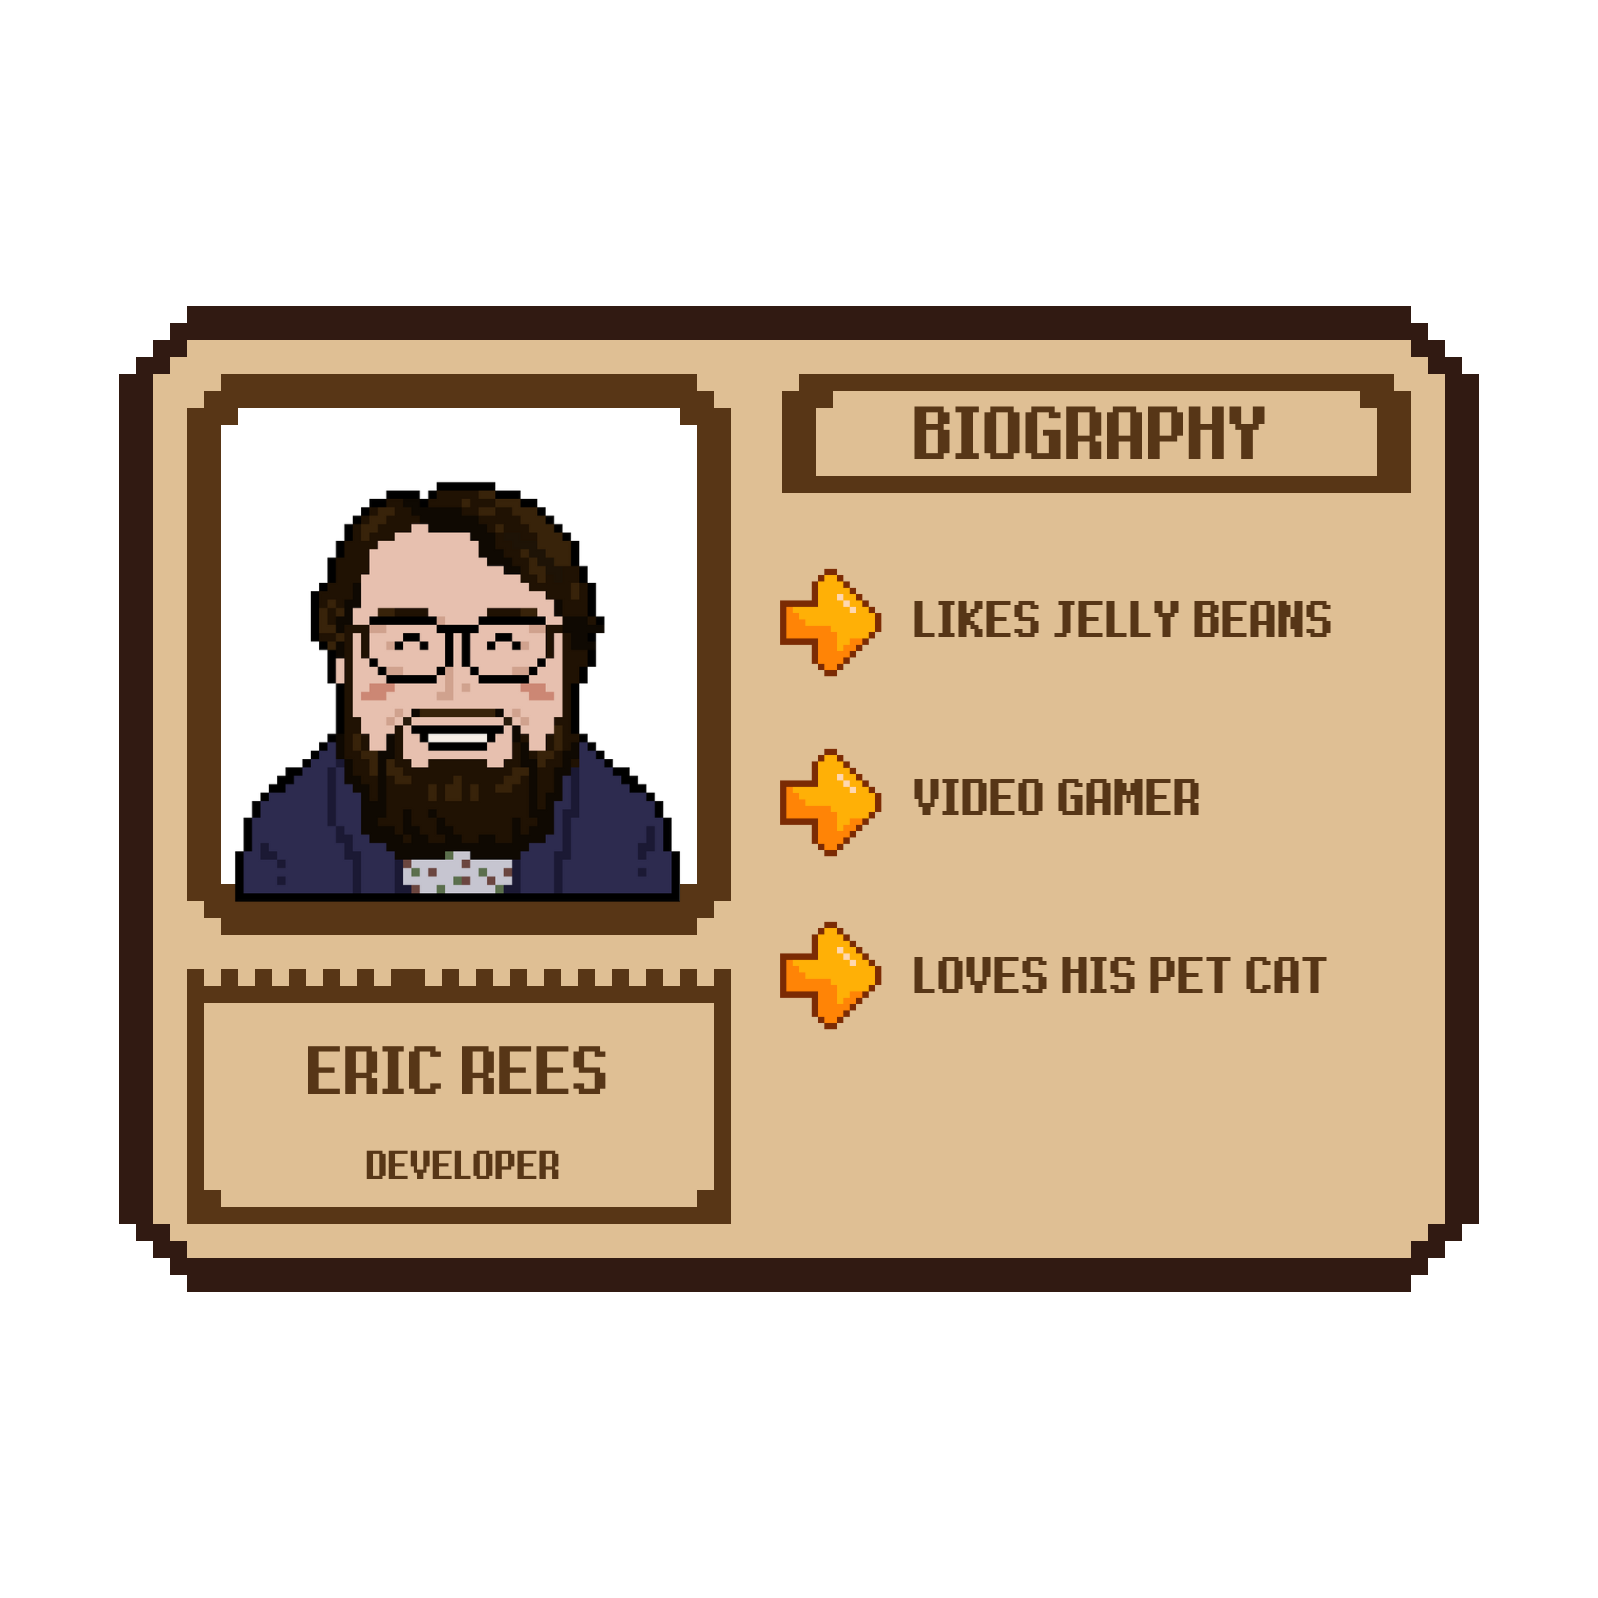 BIOGRAPHY
LIKES JELLY BEANS
VIDEO GAMER
LOVES HIS PET CAT
ERIC REES
DEVELOPER